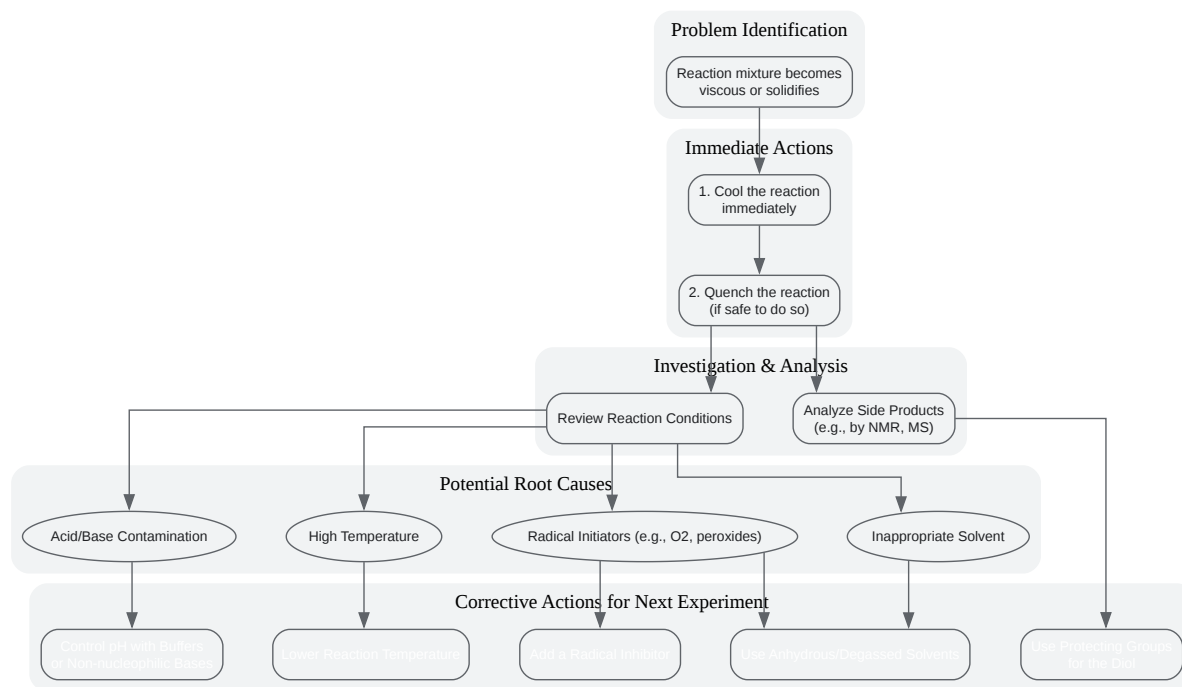 Problem Identification
Reaction mixture becomes
viscous or solidifies
Immediate Actions
1. Cool the reaction
immediately
2. Quench the reaction
(if safe to do so)
Investigation & Analysis
Review Reaction Conditions
Analyze Side Products
(e.g., by NMR, MS)
Potential Root Causes
Acid/Base Contamination
High Temperature
Radical Initiators (e.g., O2, peroxides)
Inappropriate Solvent
Corrective Actions for Next Experiment
Control pH with Buffers
or Non-nucleophilic Bases
Lower Reaction Temperature
Add a Radical Inhibitor
Use Anhydrous/Degassed Solvents
Use Protecting Groups
for the Diol